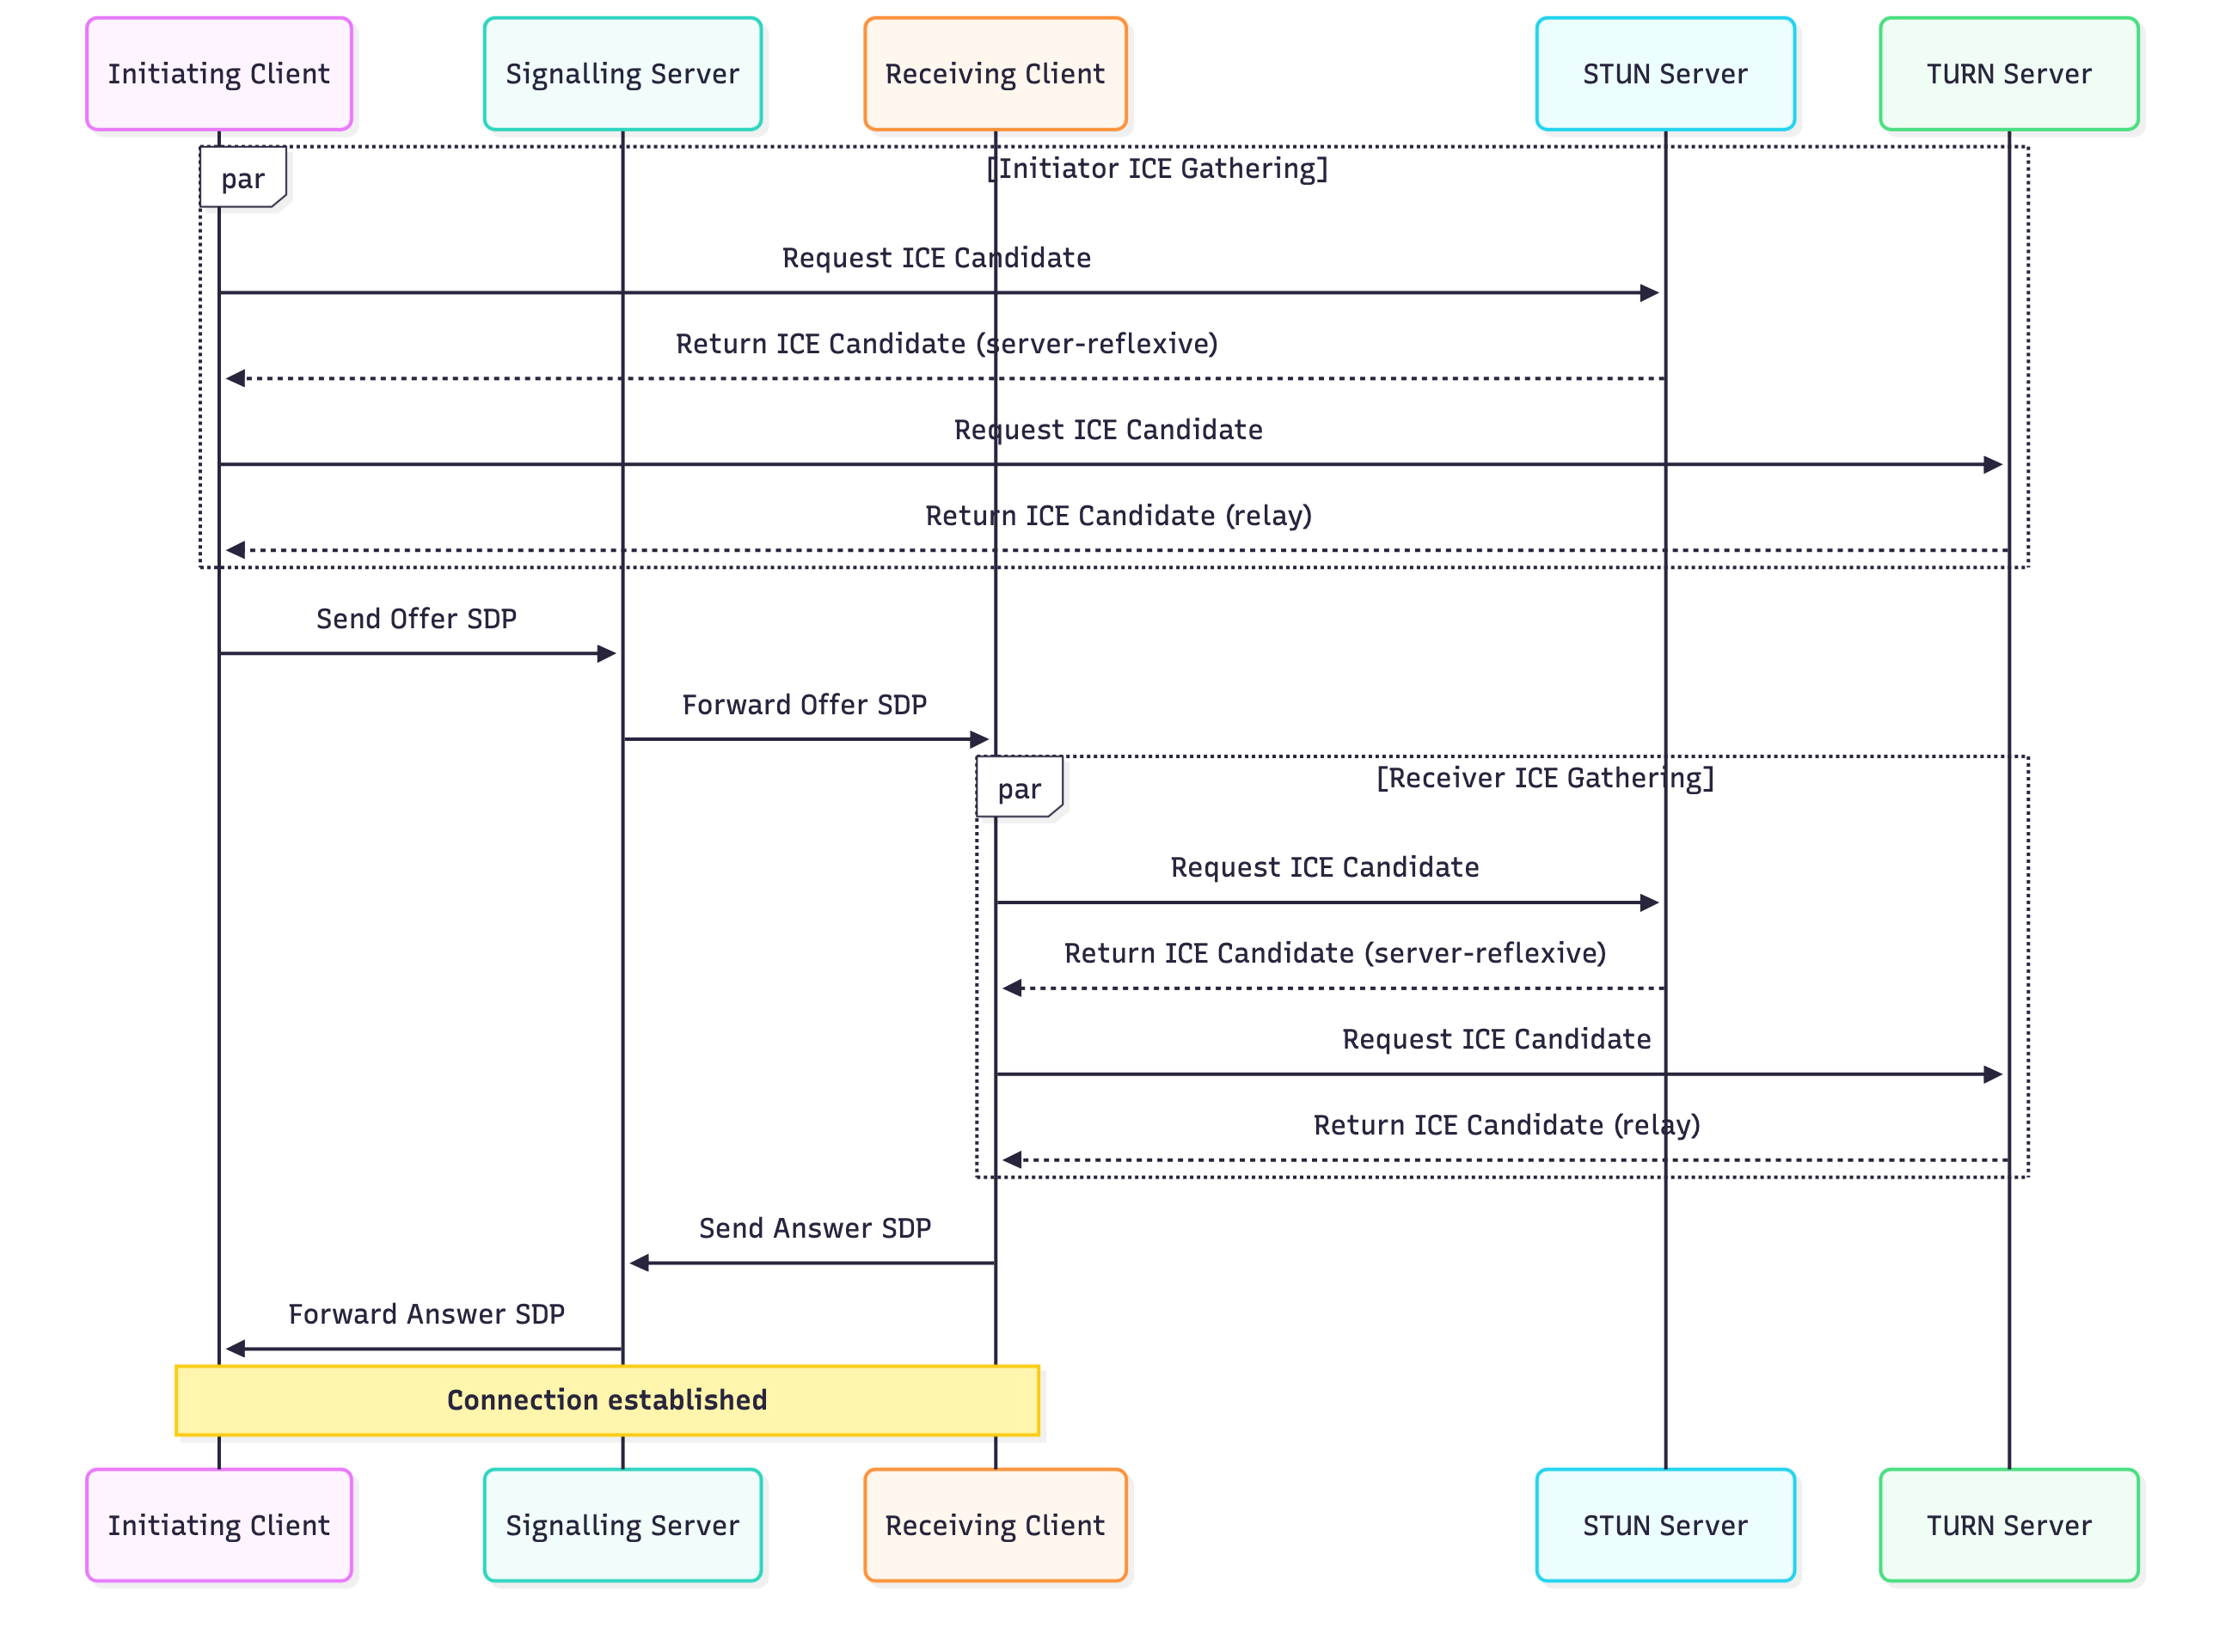 Initiating Client
Signalling Server
Receiving Client
STUN Server
TURN Server
par
[Initiator ICE Gathering]
Request ICE Candidate
Return ICE Candidate (server-reflexive)
Request ICE Candidate
Return ICE Candidate (relay)
Send Offer SDP
Forward Offer SDP
par
[Receiver ICE Gathering]
Request ICE Candidate
Return ICE Candidate (server-reflexive)
Request ICE Candidate
Return ICE Candidate (relay)
Send Answer SDP
Forward Answer SDP
Connection established
Initiating Client
Signalling Server
Receiving Client
STUN Server
TURN Server